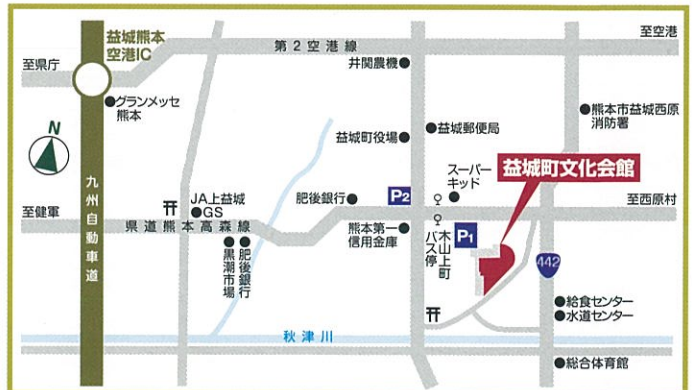 益城熊本
空港IC
第2空港線
至空港
至県庁
井関農機
グランメッセ
熊本
熊本市益城西原
消防署
N
益城郵便局
益城町役場
益城町文化会館
スーパー
キッド
九州自動車道
JA上益城
GS
肥後銀行
P2
至西原村
至健軍
県道熊本高森線
熊本第一
信用金庫
木山上町
バス停
P1
黒潮市場
肥後銀行
442
給食センター
水道センター
秋津川
総合体育館